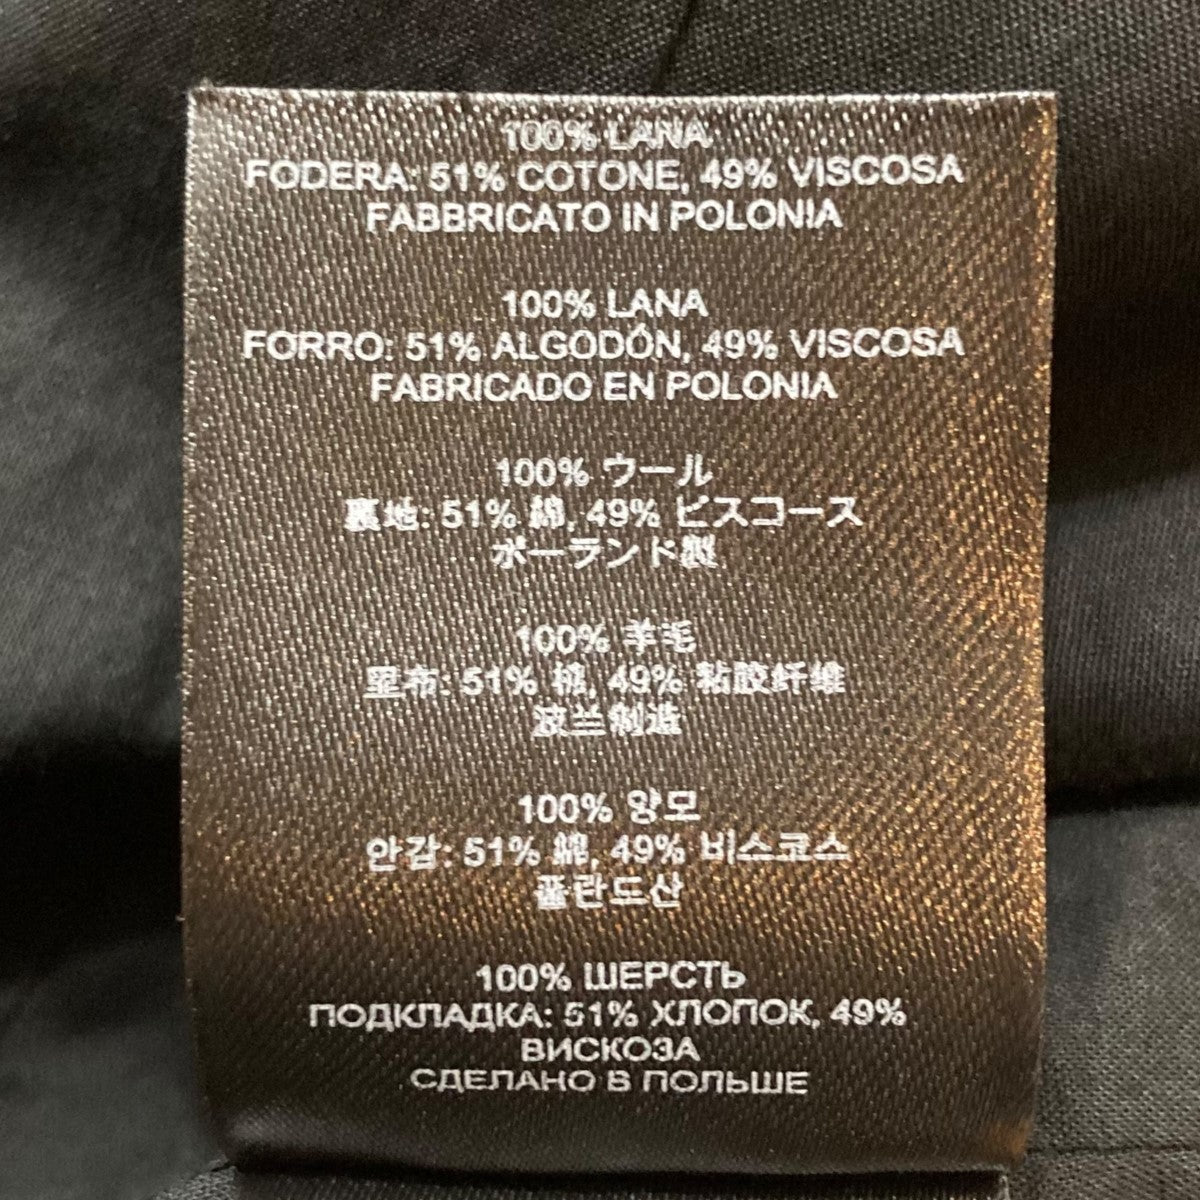 100% LANA
FODERA: 51% COTONE, 49% VISCOSA
FABBRICATO IN POLONIA
100% LANA
FORRO: 51% ALGODÓN, 49% VISCOSA
FABRICADO EN POLONIA
100% ウール
裏地: 51% 綿, 49% ビスコース
ポーランド製
100% 羊毛
里布: 51% 棉, 49% 粘胶纤维
波兰制造
100% 양모
안감: 51% 綿, 49% 비스코스
폴란드산
100% ШЕРСТЬ
ПОДКЛАДКА: 51% ХЛОПОК, 49%
ВИСКОЗА
СДЕЛАНО В ПОЛЬШЕ